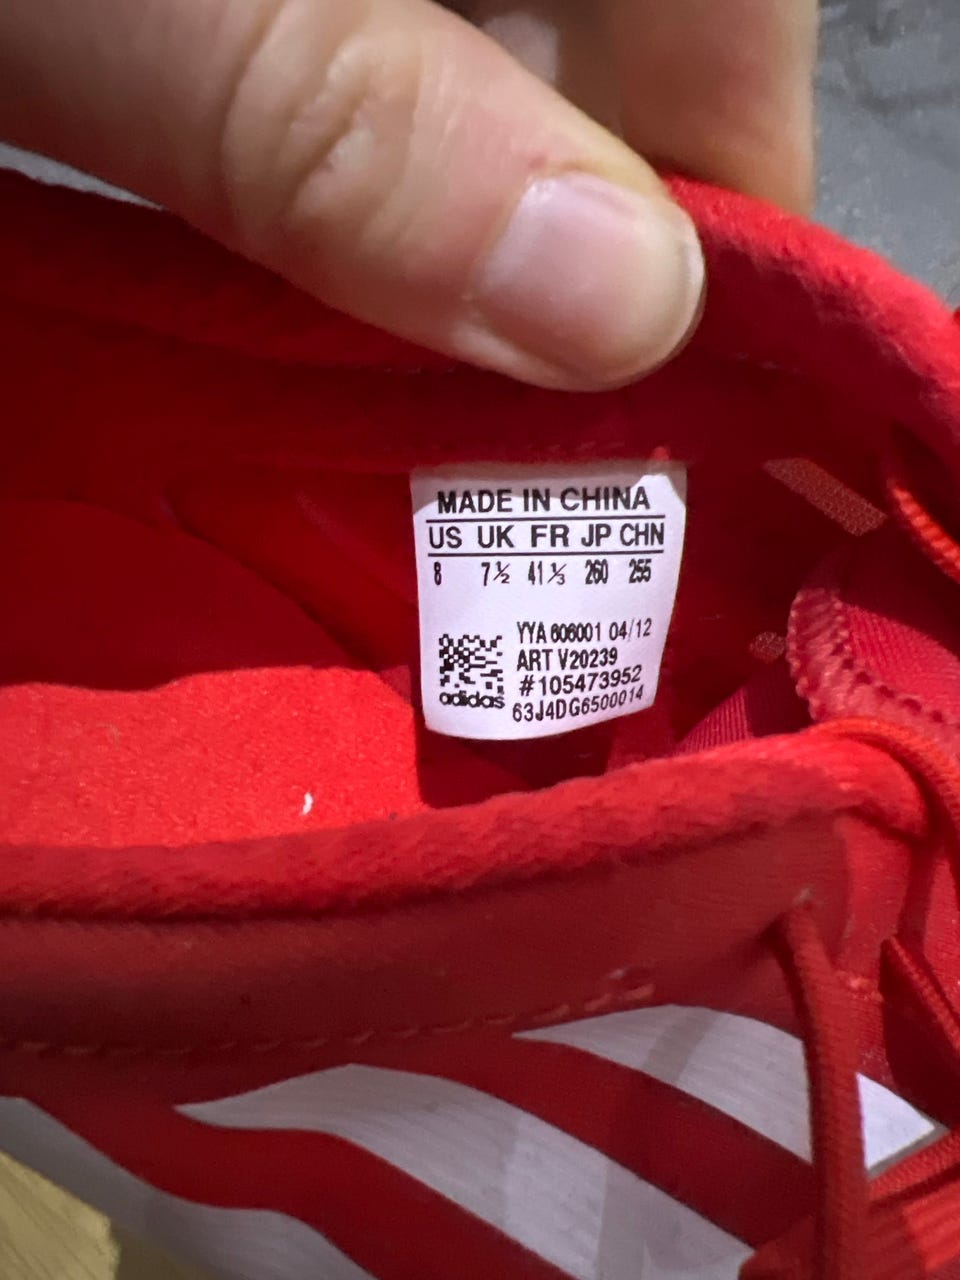 MADE IN CHINA
US UK FR JP CHN
8 7½ 41⅓ 260 255
YYA 606001 04/12
ART V20239
#105473952
63J4DG6500014
adidas